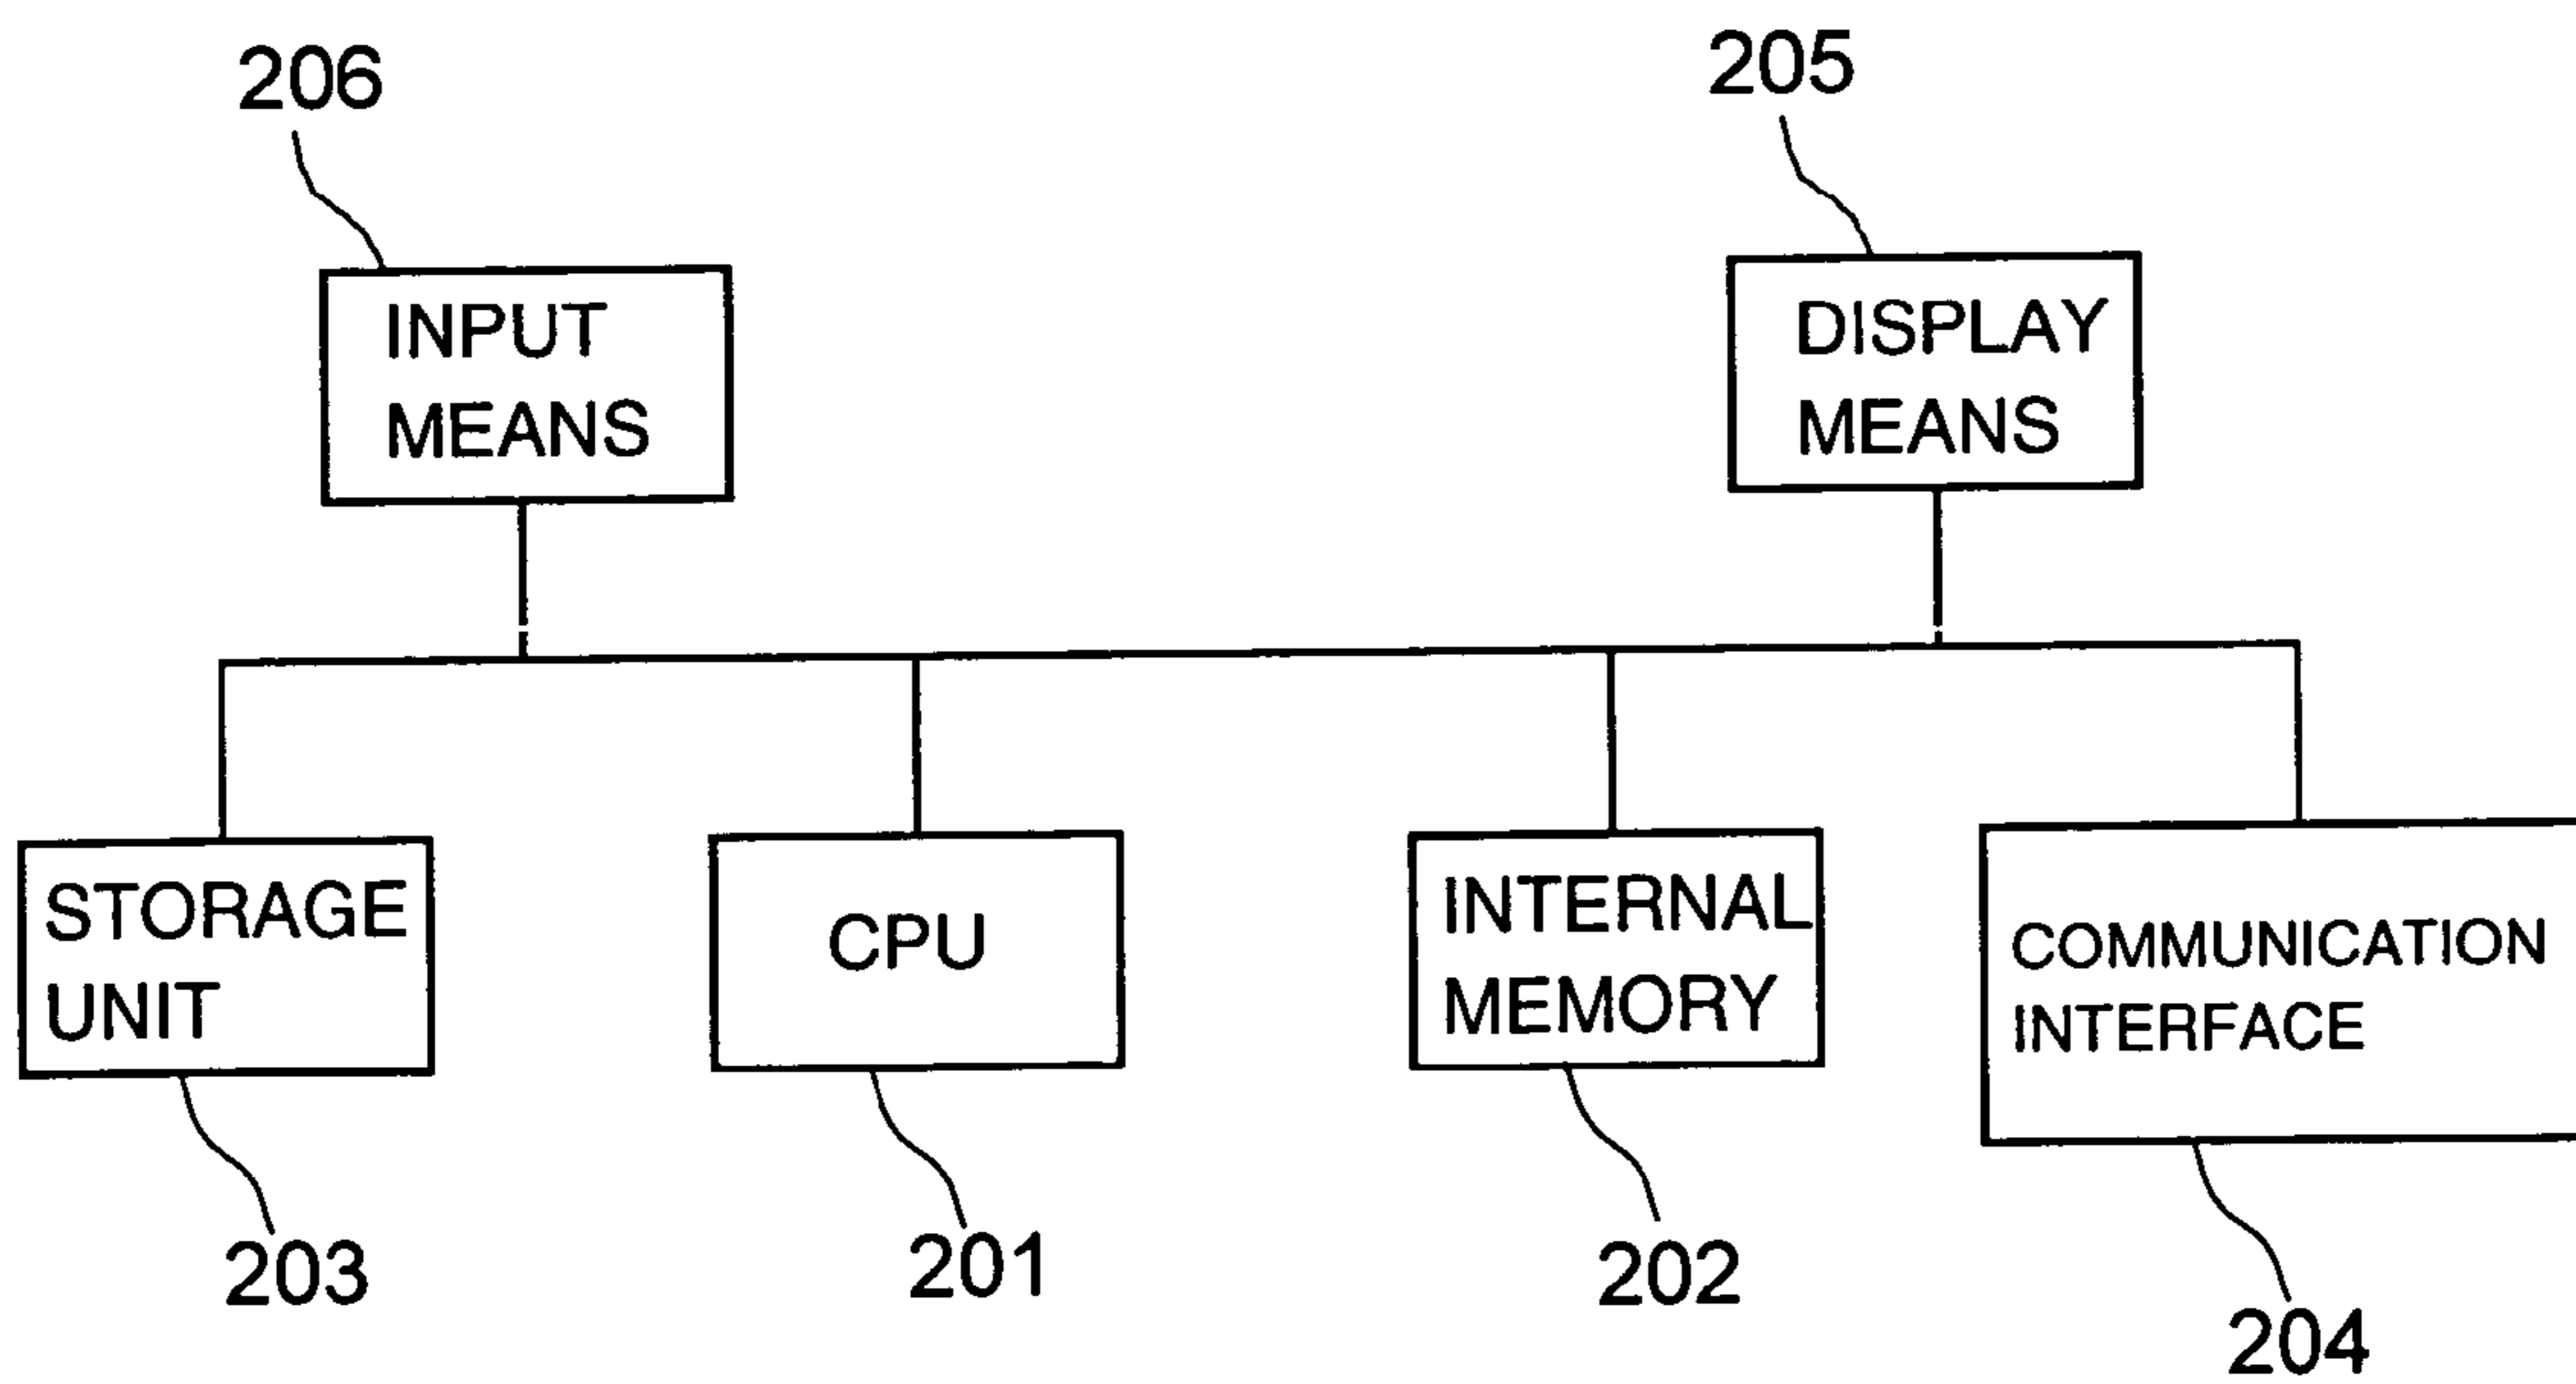 206
205
INPUT
MEANS
DISPLAY
MEANS
STORAGE
UNIT
CPU
INTERNAL
MEMORY
COMMUNICATION
INTERFACE
203
201
202
204